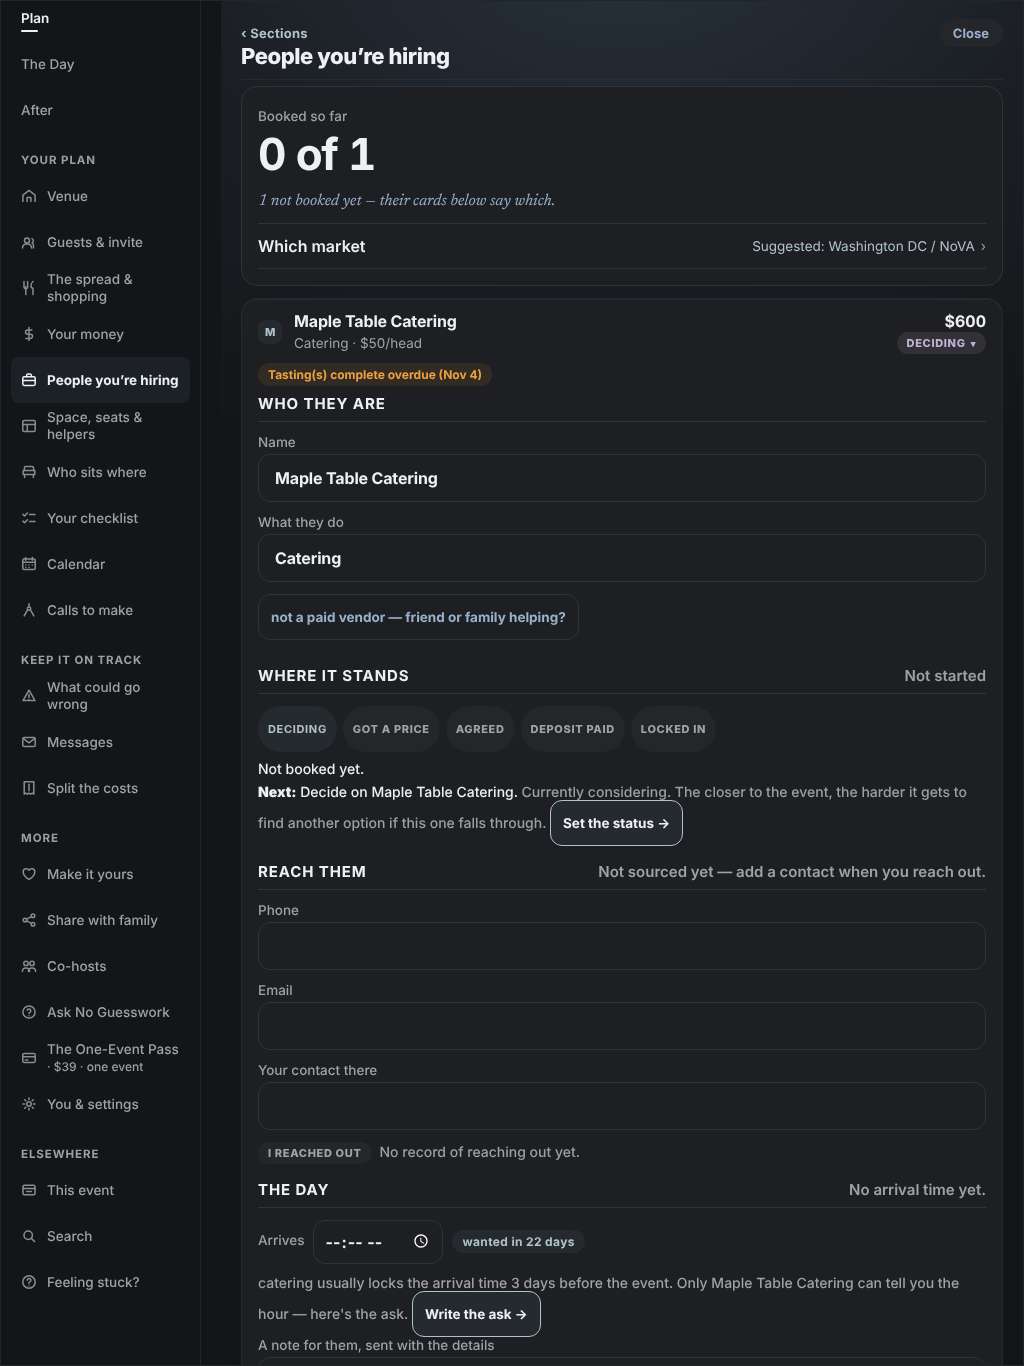 Plan
The Day
After
YOUR PLAN
Venue
Guests & invite
The spread &
shopping
Your money
People you’re hiring
Space, seats &
helpers
Who sits where
Your checklist
Calendar
Calls to make
KEEP IT ON TRACK
What could go
wrong
Messages
Split the costs
MORE
Make it yours
Share with family
Co-hosts
Ask No Guesswork
The One-Event Pass
· $39 · one event
You & settings
ELSEWHERE
This event
Search
Feeling stuck?
‹ Sections
Close
People you’re hiring
Booked so far
0 of 1
1 not booked yet — their cards below say which.
Which market
Suggested: Washington DC / NoVA ›
M
Maple Table Catering
$600
Catering · $50/head
DECIDING ▾
Tasting(s) complete overdue (Nov 4)
WHO THEY ARE
Name
Maple Table Catering
What they do
Catering
not a paid vendor — friend or family helping?
WHERE IT STANDS
Not started
DECIDING
GOT A PRICE
AGREED
DEPOSIT PAID
LOCKED IN
Not booked yet.
Next: Decide on Maple Table Catering. Currently considering. The closer to the event, the harder it gets to
find another option if this one falls through. Set the status →
REACH THEM
Not sourced yet — add a contact when you reach out.
Phone
Email
Your contact there
I REACHED OUT
No record of reaching out yet.
THE DAY
No arrival time yet.
Arrives
--:-- --
wanted in 22 days
catering usually locks the arrival time 3 days before the event. Only Maple Table Catering can tell you the
hour — here's the ask. Write the ask →
A note for them, sent with the details